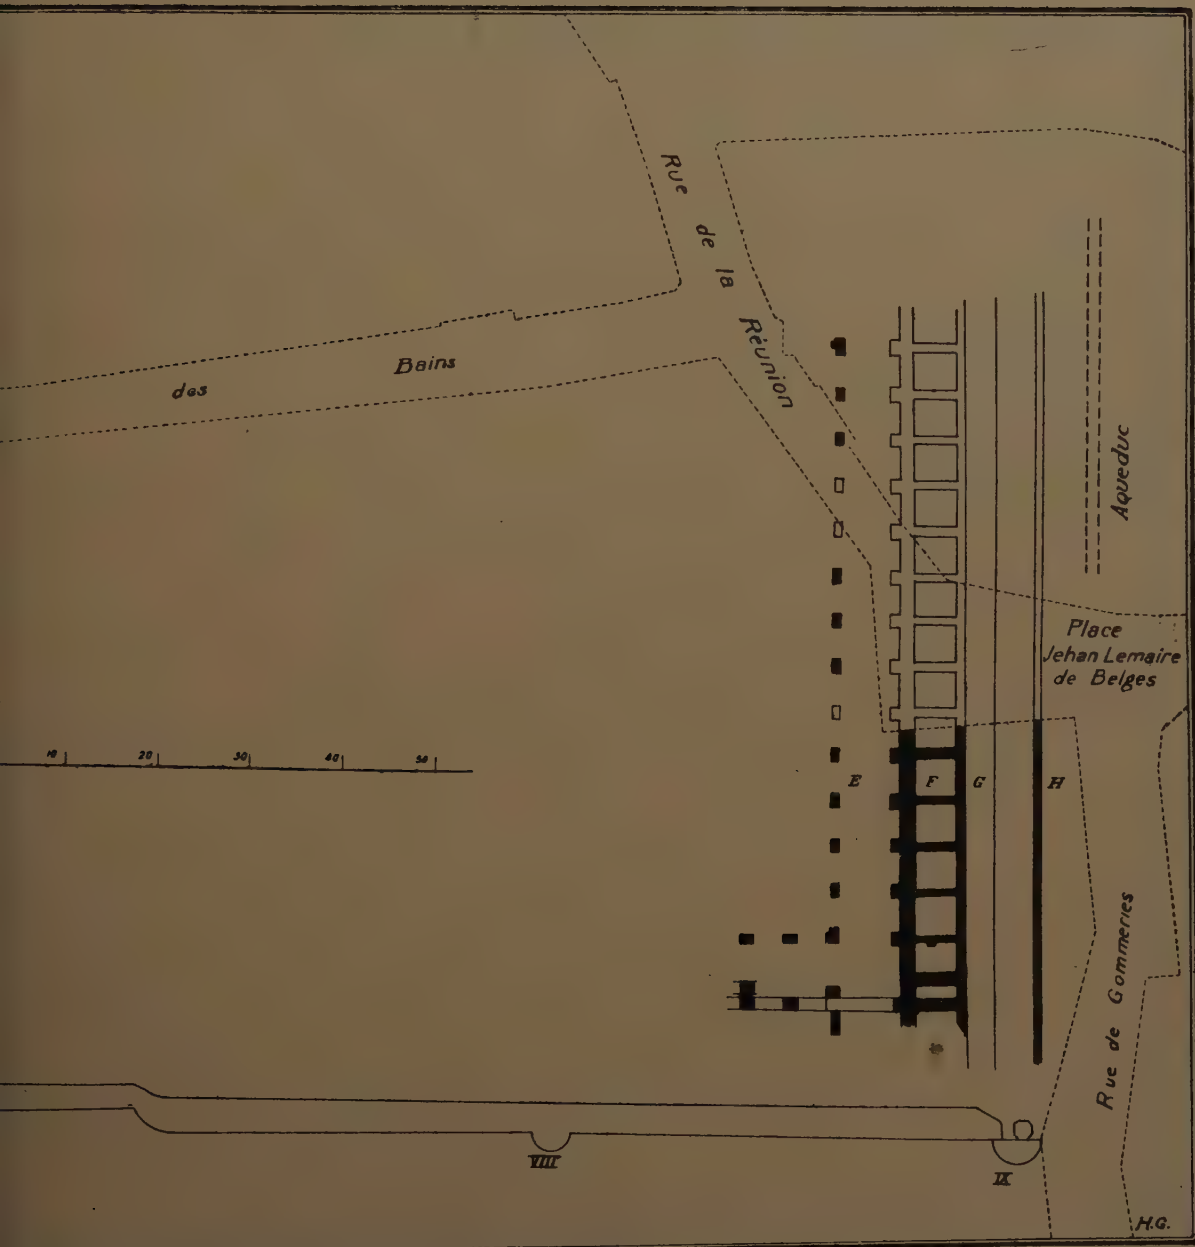 Rue de la Réunion
des Bains
Aqueduc
Place
Jehan Lemaire
de Belges
10 20 30 40 50
E F G H
Rue de Gommeries
VIII
IX
H.G.